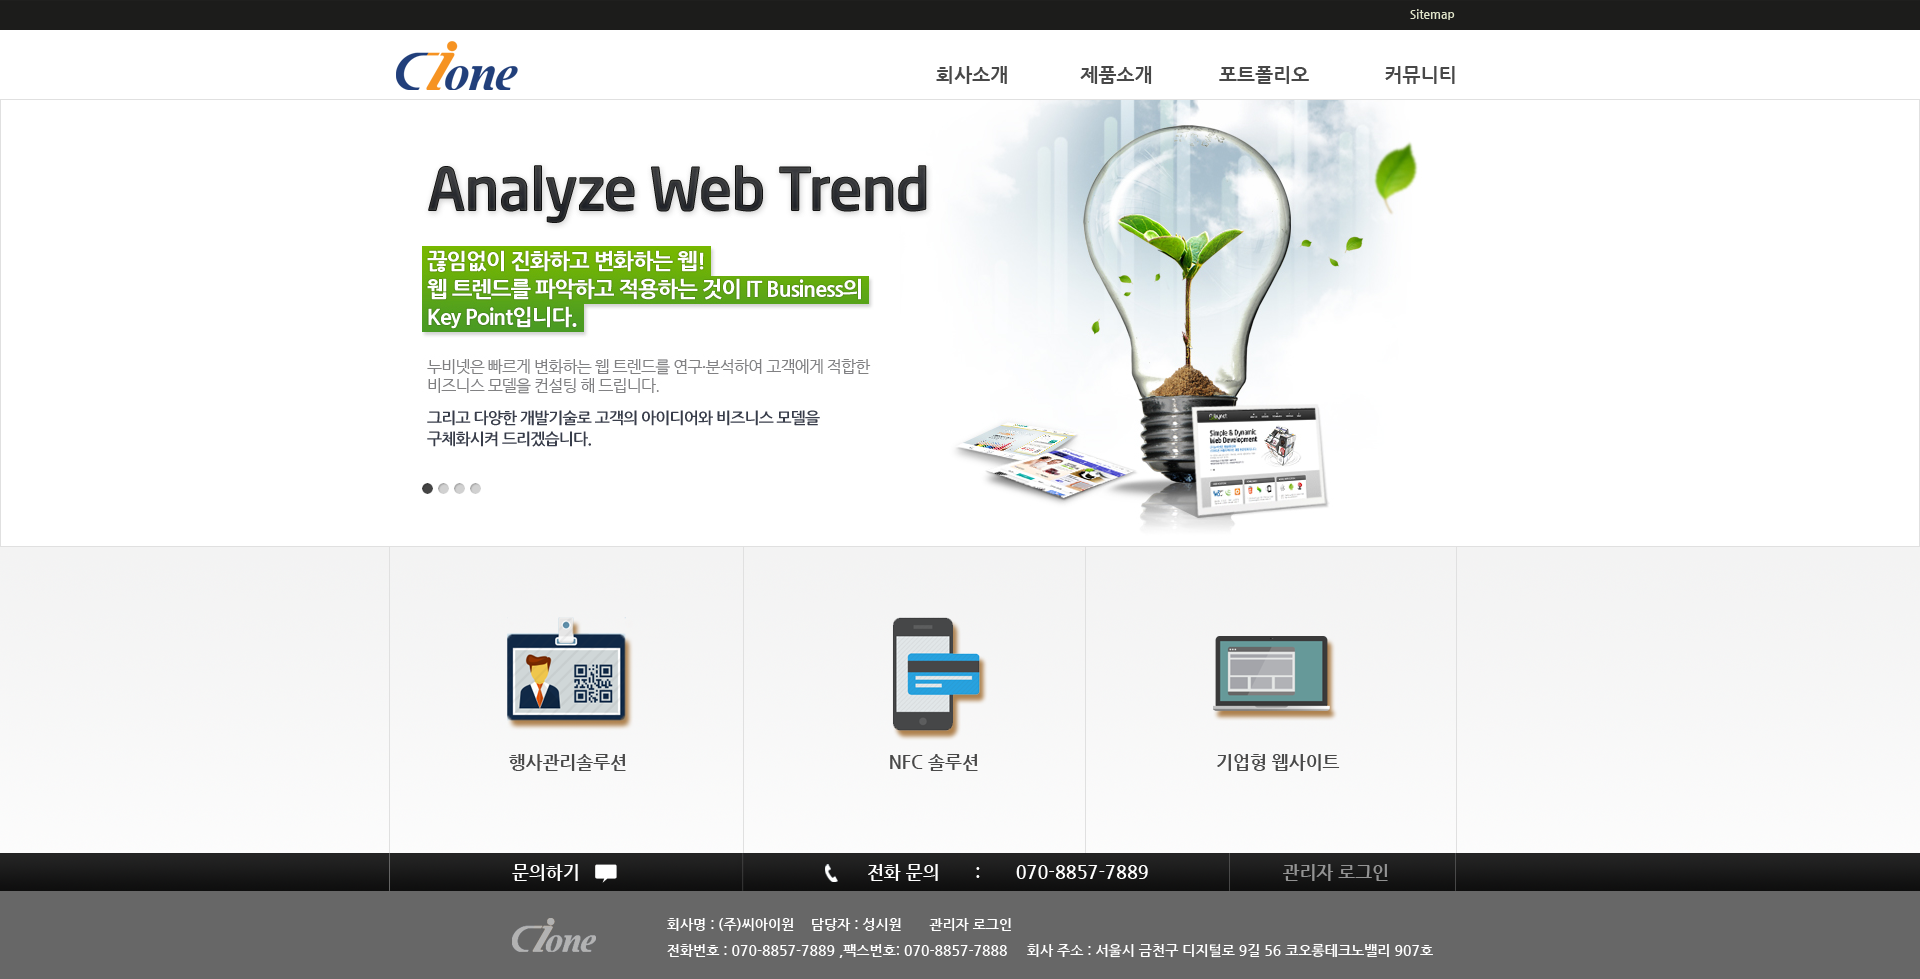 Sitemap
Cione
회사소개 제품소개 포트폴리오 커뮤니티
Analyze Web Trend
끊임없이 진화하고 변화하는 웹!
웹 트렌드를 파악하고 적용하는 것이 IT Business의
Key Point입니다.
누비넷은 빠르게 변화하는 웹 트렌드를 연구·분석하여 고객에게 적합한
비즈니스 모델을 컨설팅 해 드립니다.
그리고 다양한 개발기술로 고객의 아이디어와 비즈니스 모델을
구체화시켜 드리겠습니다.
Simple & Dynamic
Web Development
행사관리솔루션
NFC 솔루션
기업형 웹사이트
문의하기 전화 문의 : 070-8857-7889 관리자 로그인
Cione
회사명 : (주)씨아이원 담당자 : 성시원 관리자 로그인
전화번호 : 070-8857-7889 ,팩스번호: 070-8857-7888 회사 주소 : 서울시 금천구 디지털로 9길 56 코오롱테크노밸리 907호